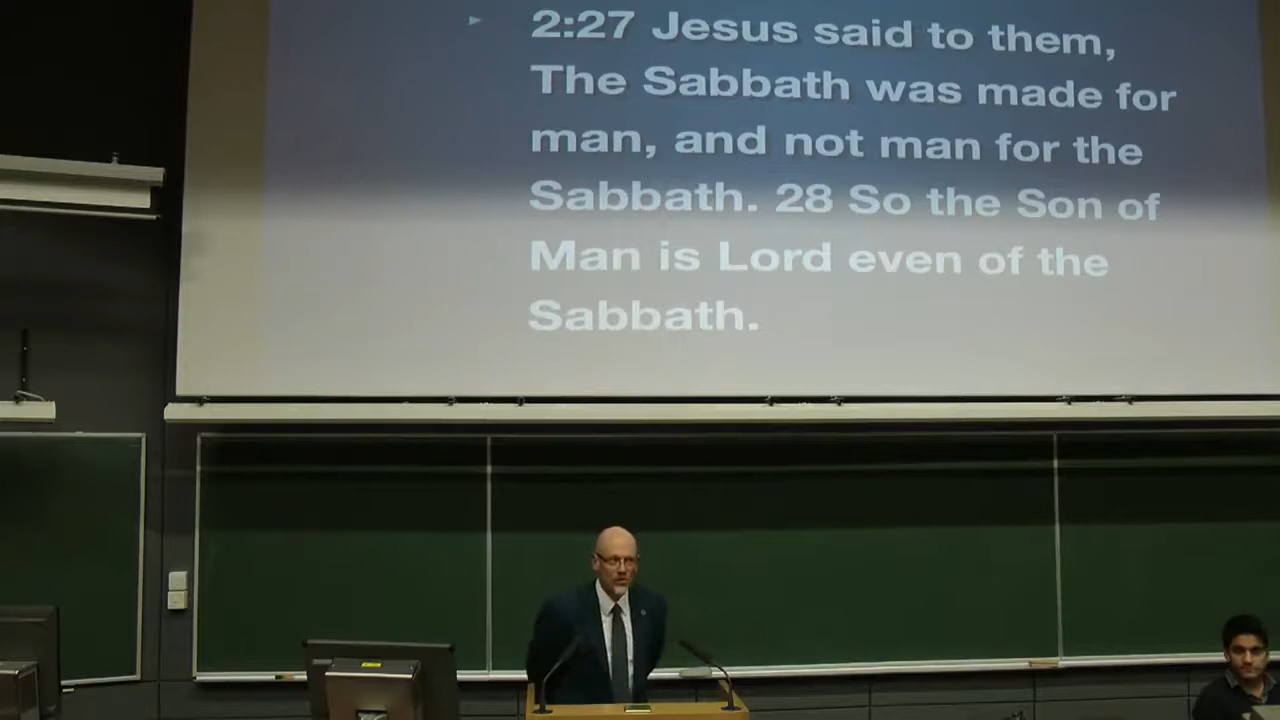 2:27 Jesus said to them,
The Sabbath was made for
man, and not man for the
Sabbath. 28 So the Son of
Man is Lord even of the
Sabbath.